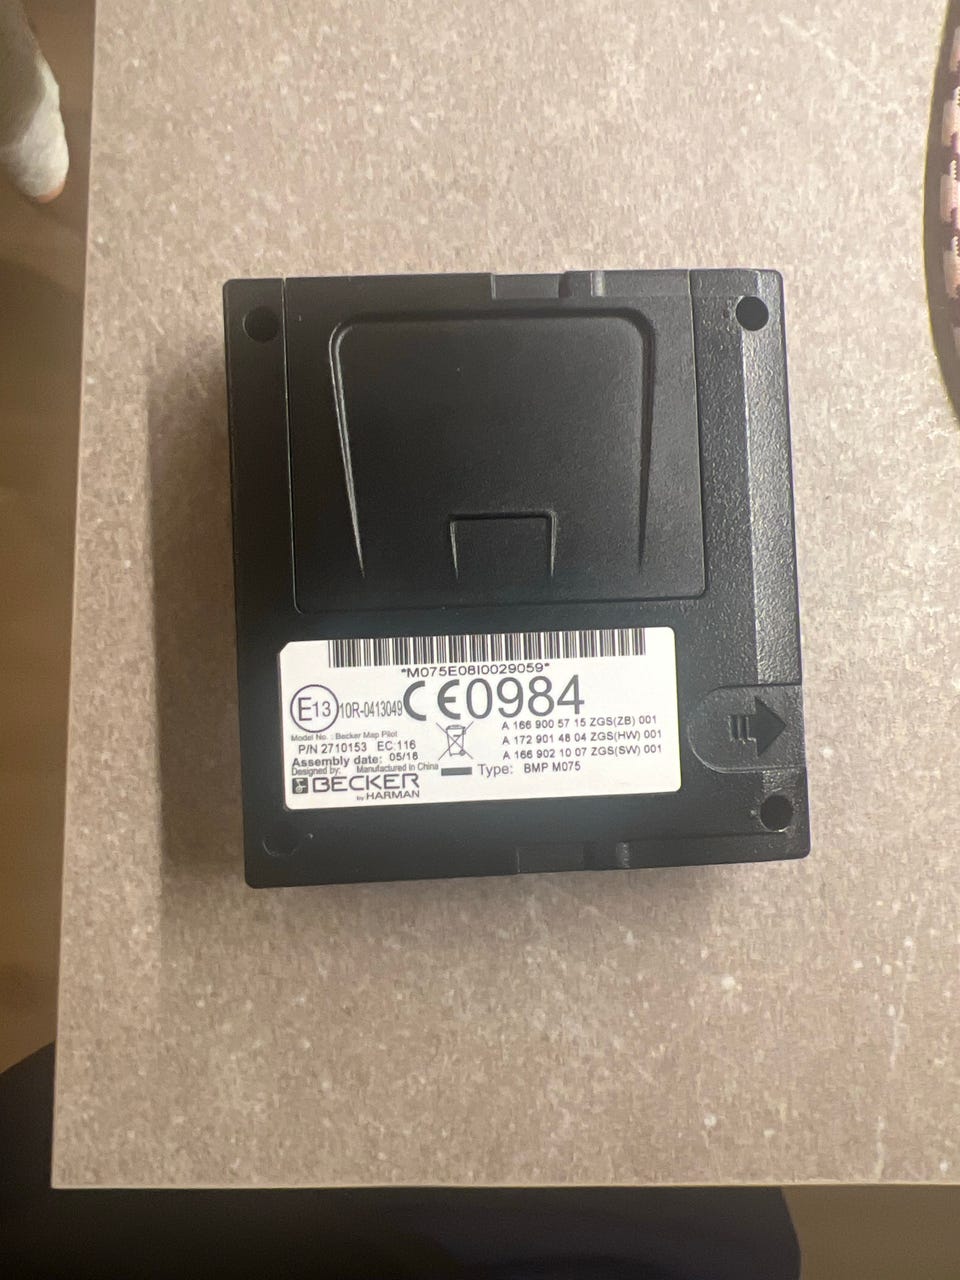 *M075E08I0029059*
E13 10R-0413049 CE0984
Model No. : Becker Map Pilot
P/N 2710153 EC:116
Assembly date: 05/18
Designed by: Manufactured in China
BECKER
by HARMAN
A 166 900 57 15 ZGS(ZB) 001
A 172 901 48 04 ZGS(HW) 001
A 166 902 10 07 ZGS(SW) 001
Type: BMP M075